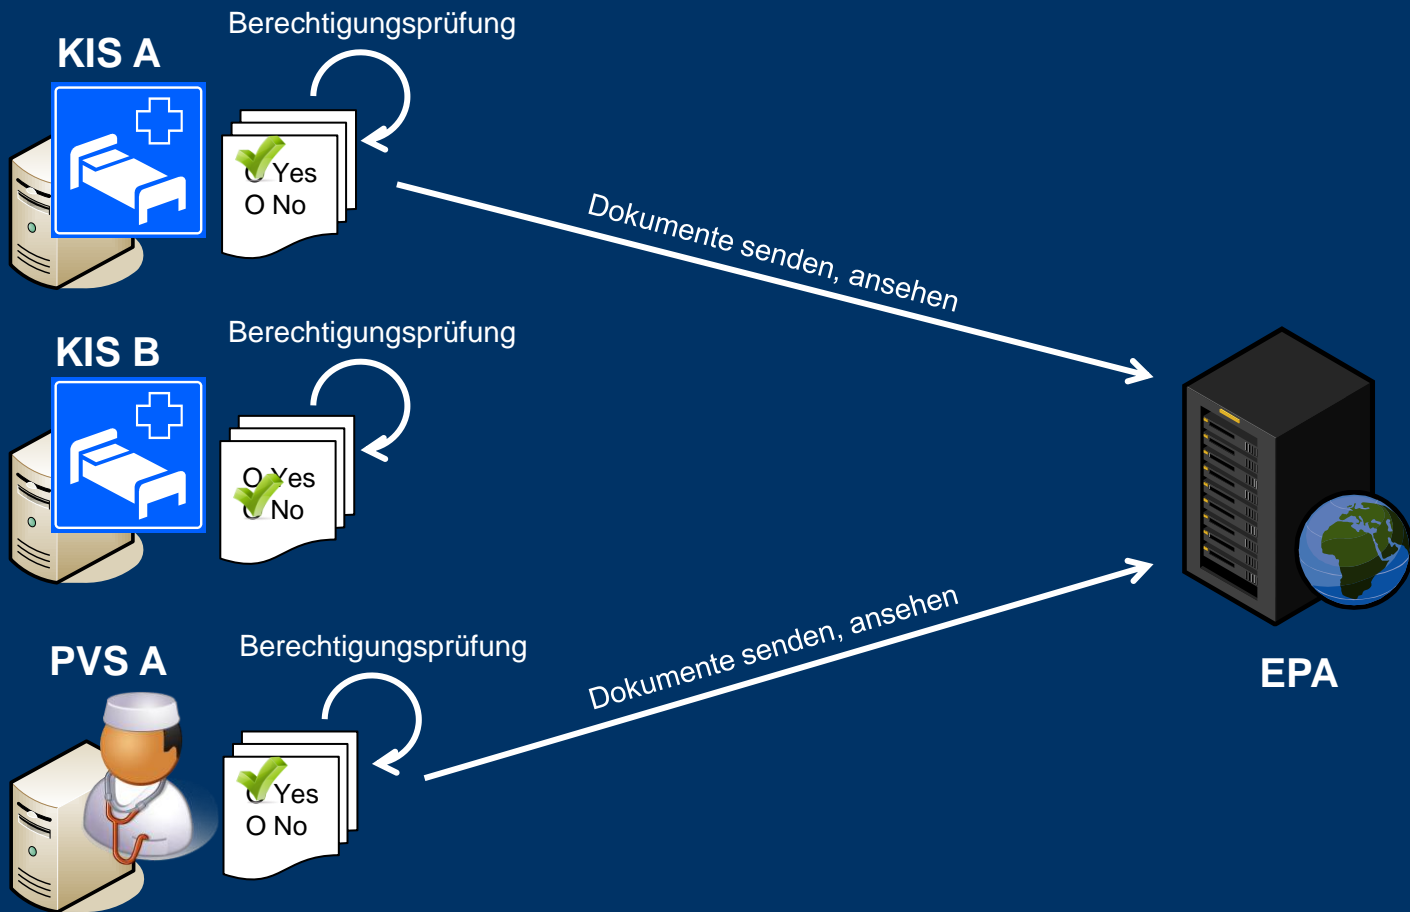 KIS A
Berechtigungsprüfung
O Yes
O No
Dokumente senden, ansehen
KIS B
Berechtigungsprüfung
O Yes
O No
PVS A
Berechtigungsprüfung
O Yes
O No
Dokumente senden, ansehen
EPA